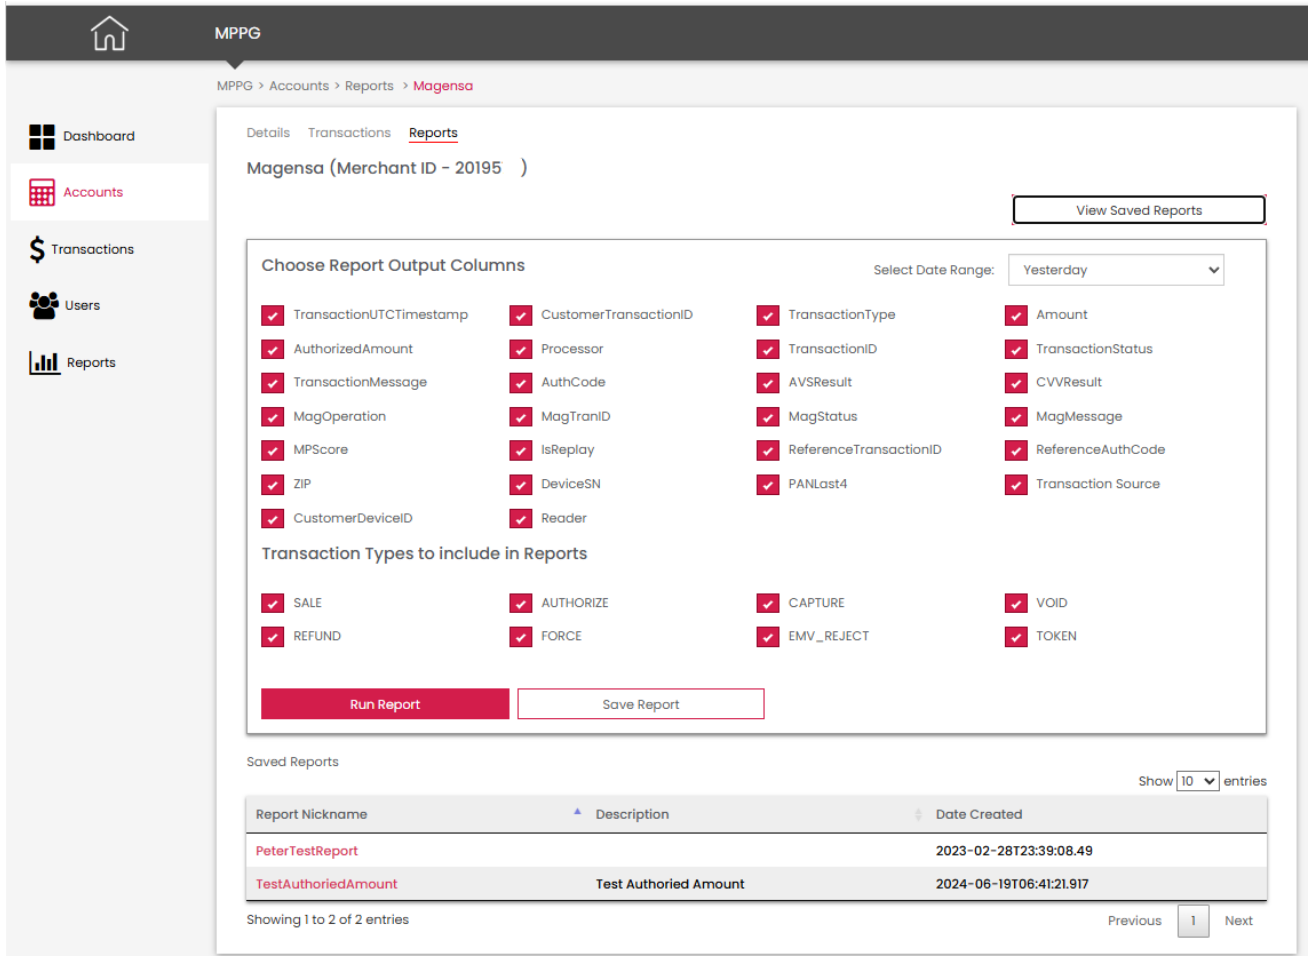 MPPG
MPPG > Accounts > Reports > Magensa
Dashboard
Accounts
Transactions
Users
Reports
Details Transactions Reports
Magensa (Merchant ID - 20195 )
View Saved Reports
Choose Report Output Columns
Select Date Range: Yesterday
TransactionUTCTimestamp CustomerTransactionID TransactionType Amount
AuthorizedAmount Processor TransactionID TransactionStatus
TransactionMessage AuthCode AVSResult CVVResult
MagOperation MagTranID MagStatus MagMessage
MPScore IsReplay ReferenceTransactionID ReferenceAuthCode
ZIP DeviceSN PANLast4 Transaction Source
CustomerDeviceID Reader
Transaction Types to include in Reports
SALE AUTHORIZE CAPTURE VOID
REFUND FORCE EMV_REJECT TOKEN
Run Report Save Report
Saved Reports
Show 10 entries
Report Nickname Description Date Created
PeterTestReport 2023-02-28T23:39:08.49
TestAuthoriedAmount Test Authoried Amount 2024-06-19T06:41:21.917
Showing 1 to 2 of 2 entries
Previous 1 Next